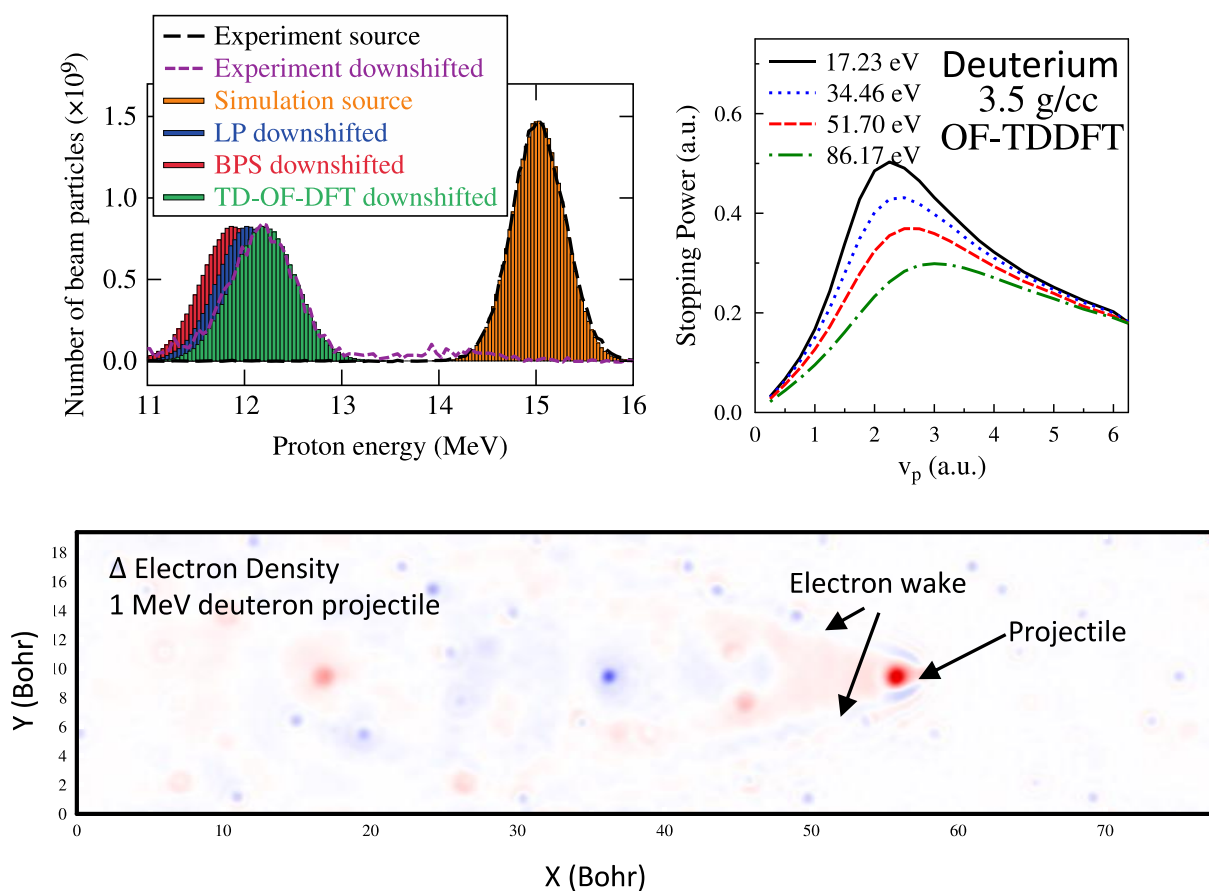 Experiment source
Experiment downshifted
Simulation source
LP downshifted
BPS downshifted
TD-OF-DFT downshifted
Number of beam particles (×10⁹)
1.5
1.0
0.5
0.0
11 12 13 14 15 16
Proton energy (MeV)
17.23 eV
34.46 eV
51.70 eV
86.17 eV
Deuterium
3.5 g/cc
OF-TDDFT
Stopping Power (a.u.)
0.6
0.4
0.2
0.0
0 1 2 3 4 5 6
vₚ (a.u.)
Δ Electron Density
1 MeV deuteron projectile
Electron wake
Projectile
Y (Bohr)
18
16
14
12
10
8
6
4
2
0
0 10 20 30 40 50 60 70
X (Bohr)